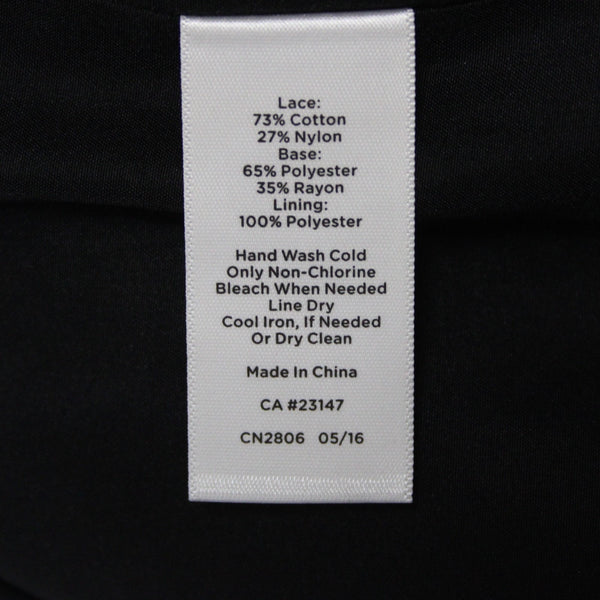 Lace:
73% Cotton
27% Nylon
Base:
65% Polyester
35% Rayon
Lining:
100% Polyester
Hand Wash Cold
Only Non-Chlorine
Bleach When Needed
Line Dry
Cool Iron, If Needed
Or Dry Clean
Made In China
CA #23147
CN2806 05/16